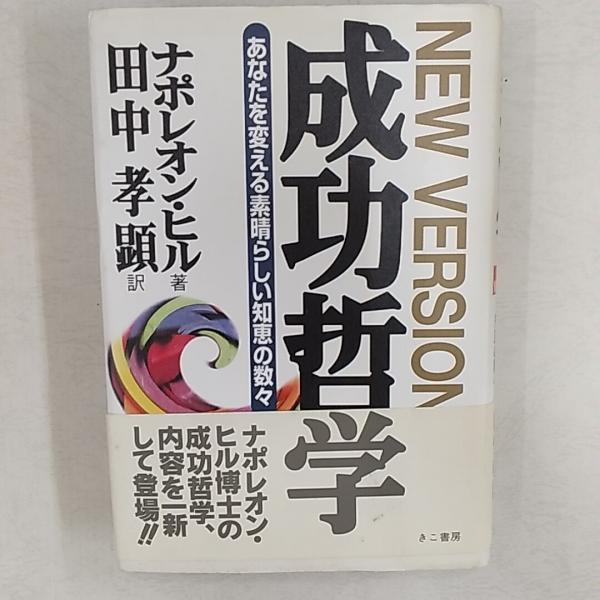 NEW VERSION
成功哲学
あなたを変える素晴らしい知恵の数々
ナポレオン・ヒル 著
田中孝顕 訳
ナポレオン・
ヒル博士の
成功哲学、
内容を一新
して登場!!
きこ書房